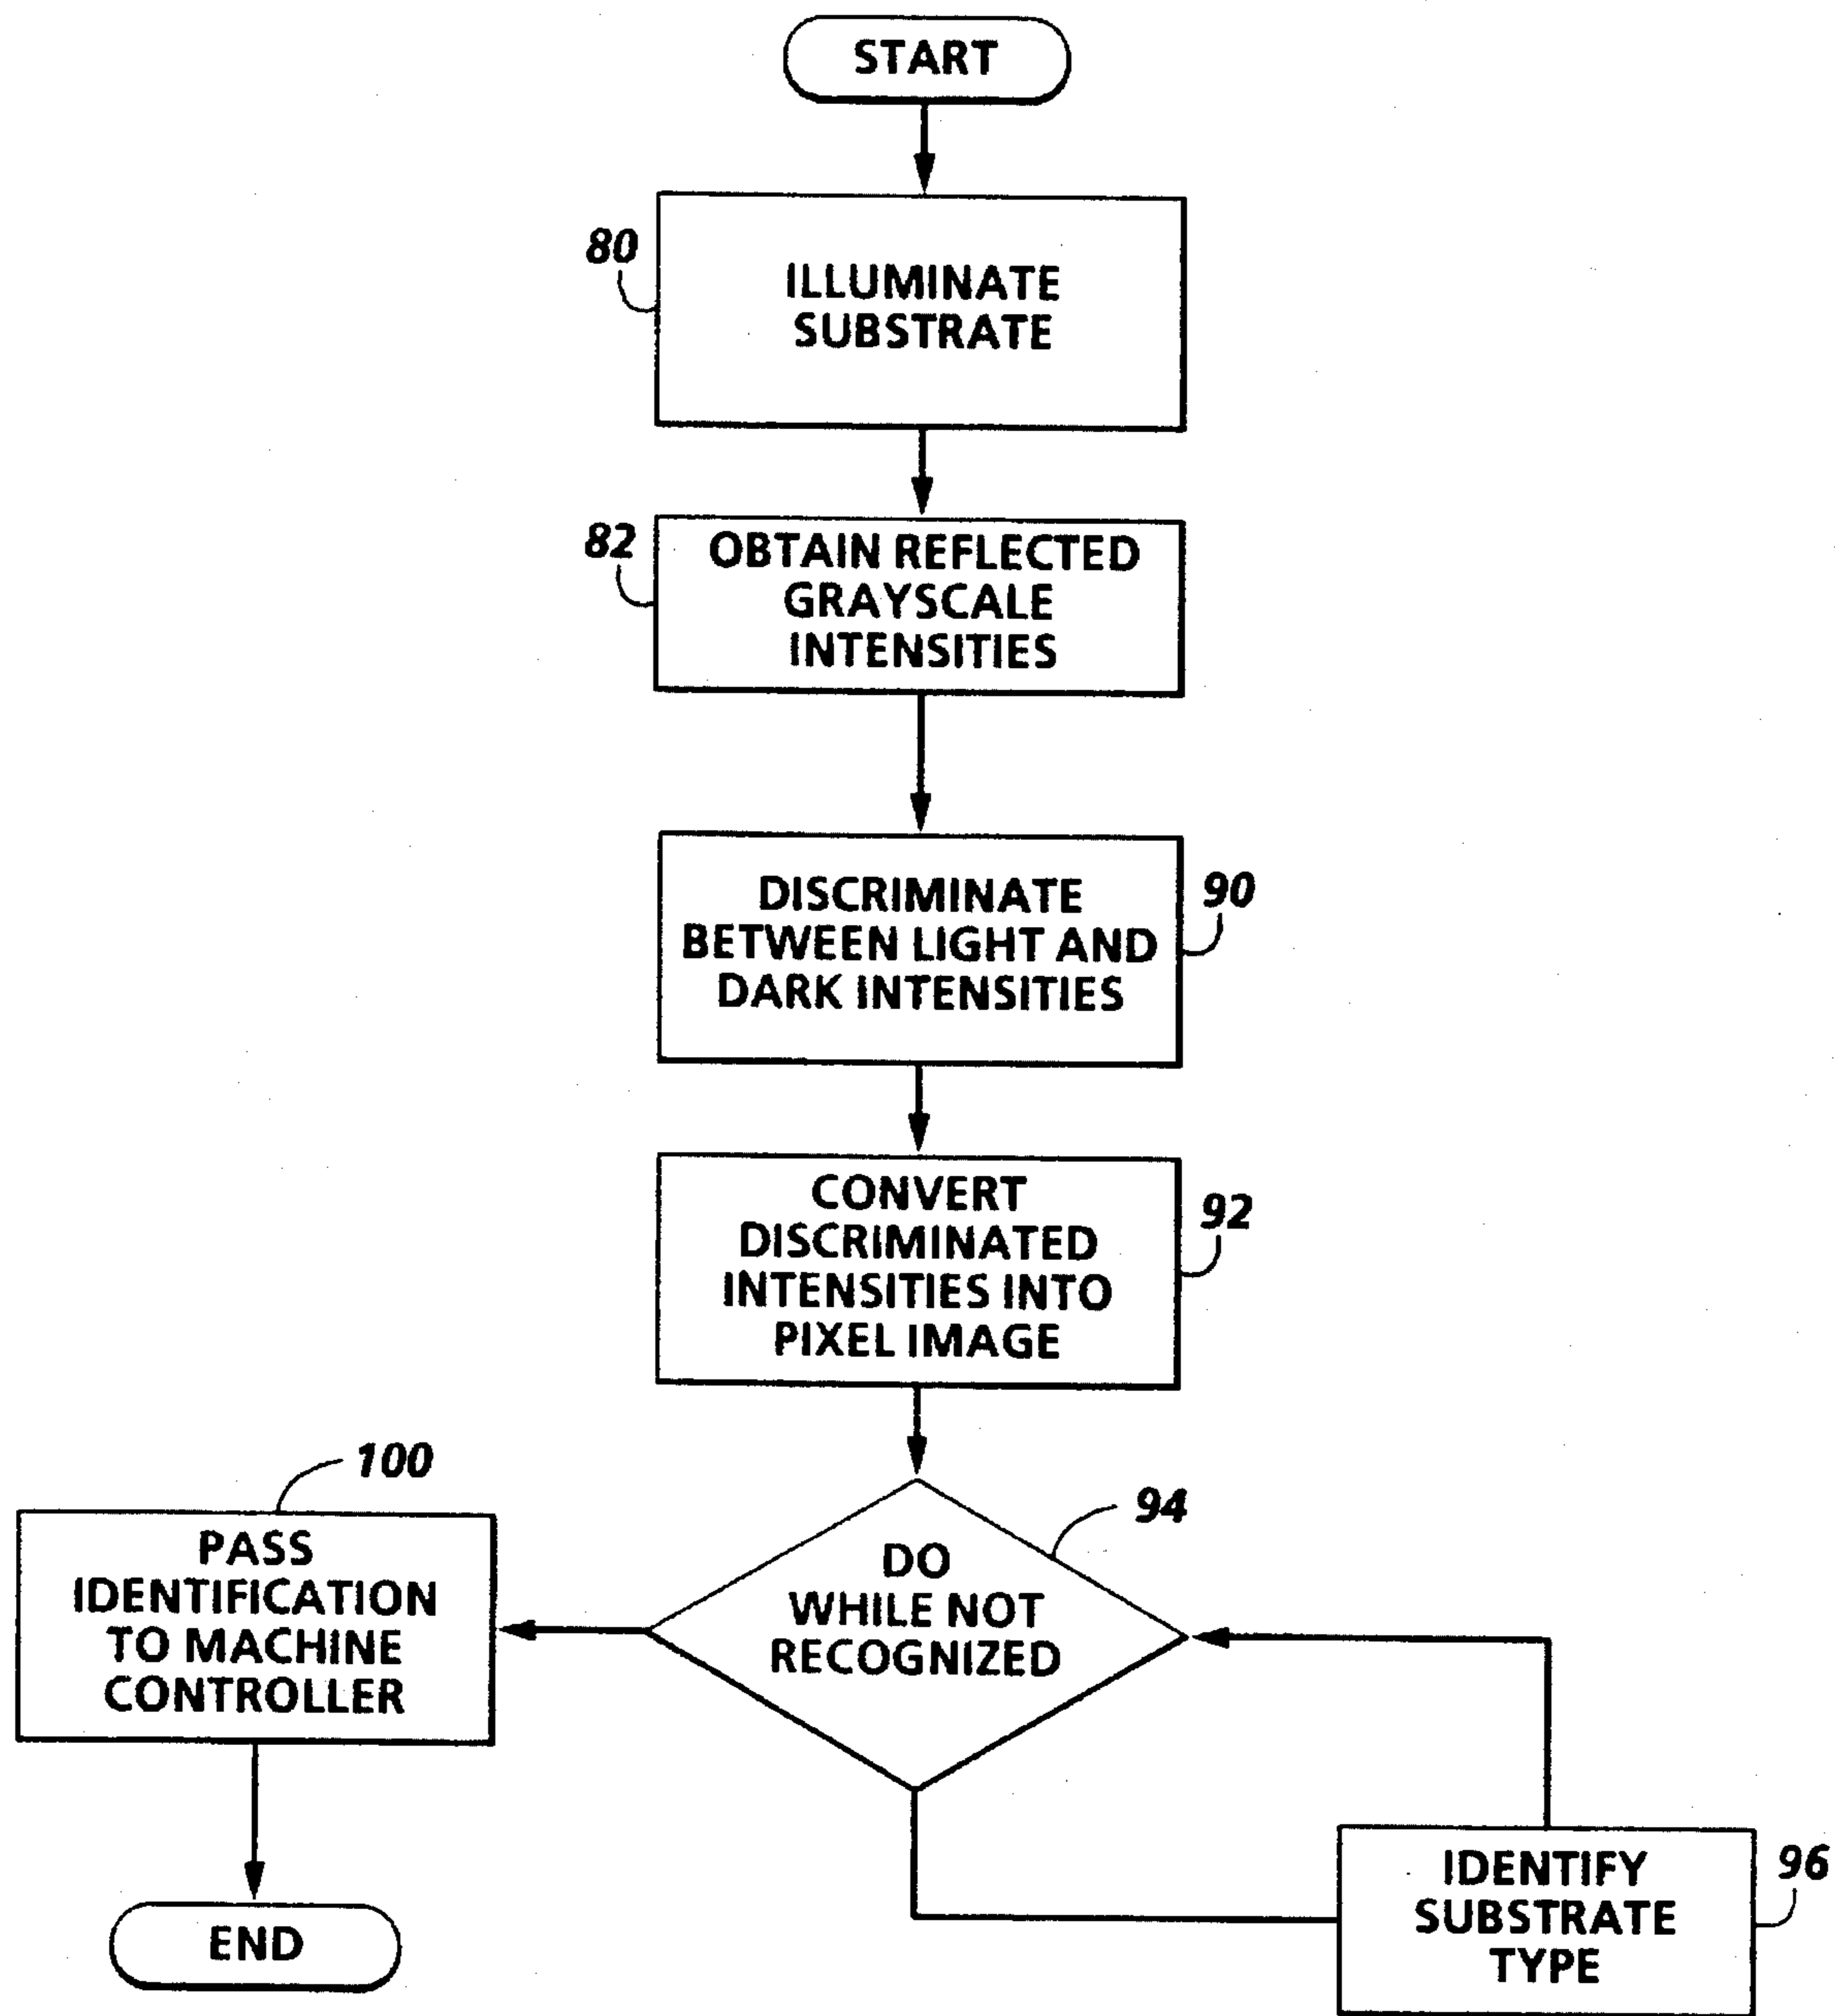 START
80
ILLUMINATE
SUBSTRATE
82
OBTAIN REFLECTED
GRAYSCALE
INTENSITIES
DISCRIMINATE
BETWEEN LIGHT AND
DARK INTENSITIES
90
CONVERT
DISCRIMINATED
INTENSITIES INTO
PIXEL IMAGE
92
94
DO
WHILE NOT
RECOGNIZED
100
PASS
IDENTIFICATION
TO MACHINE
CONTROLLER
96
IDENTIFY
SUBSTRATE
TYPE
END